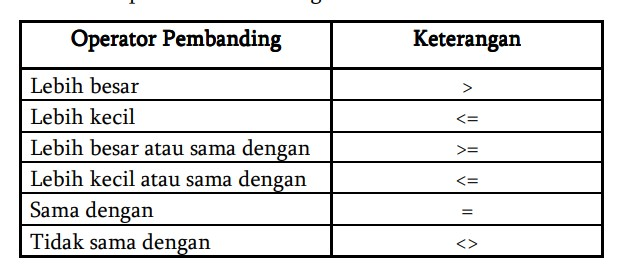 Operator Pembanding Keterangan
Lebih besar >
Lebih kecil <=
Lebih besar atau sama dengan >=
Lebih kecil atau sama dengan <=
Sama dengan =
Tidak sama dengan <>